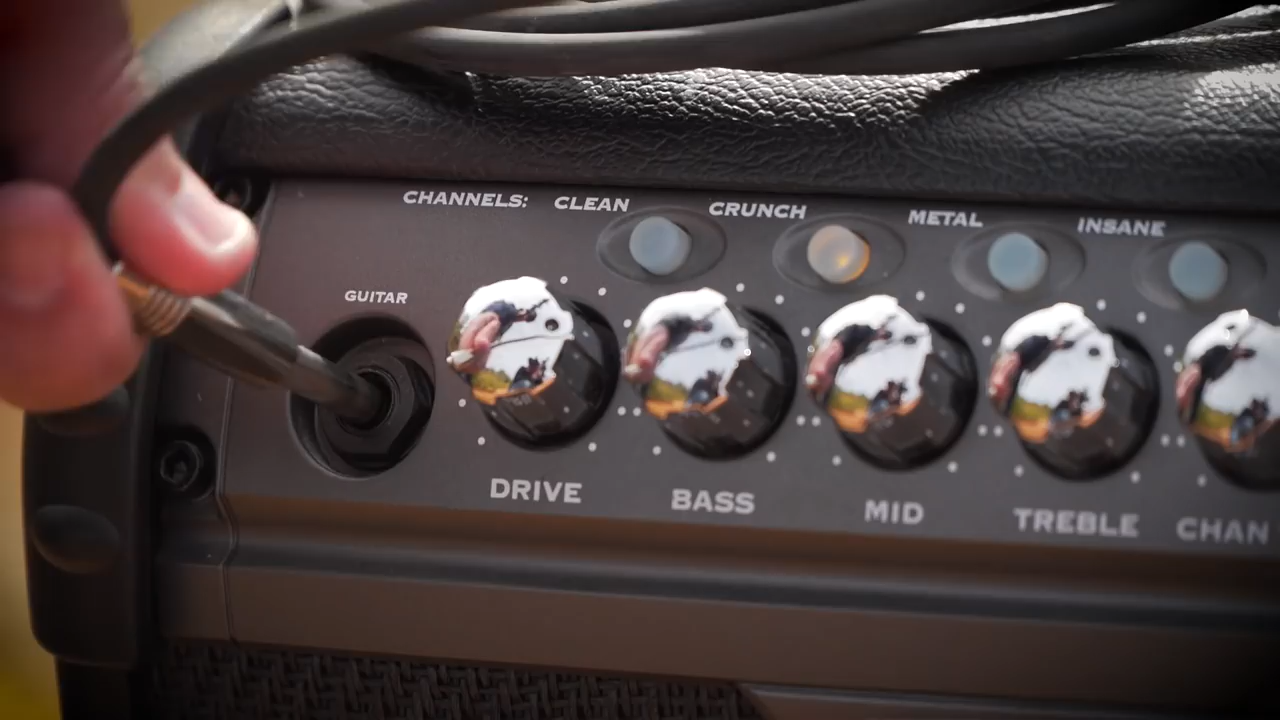 CHANNELS: CLEAN CRUNCH METAL INSANE
GUITAR
DRIVE BASS MID TREBLE CHAN